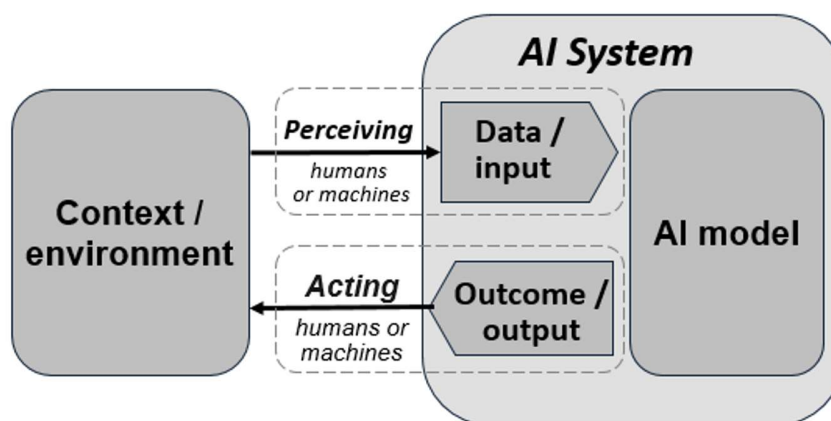 AI System
Context /
environment
Perceiving
humans
or machines
Data /
input
AI model
Acting
humans or
machines
Outcome /
output